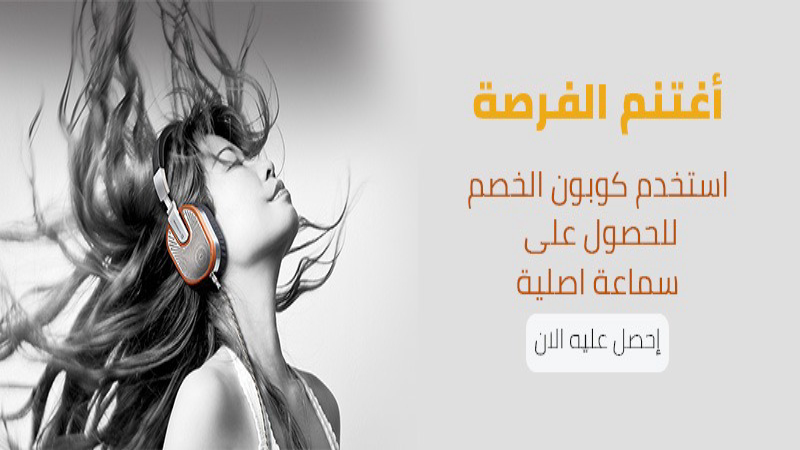 أغتنم الفرصة
استخدم كوبون الخصم
للحصول على
سماعة اصلية
إحصل عليه الان